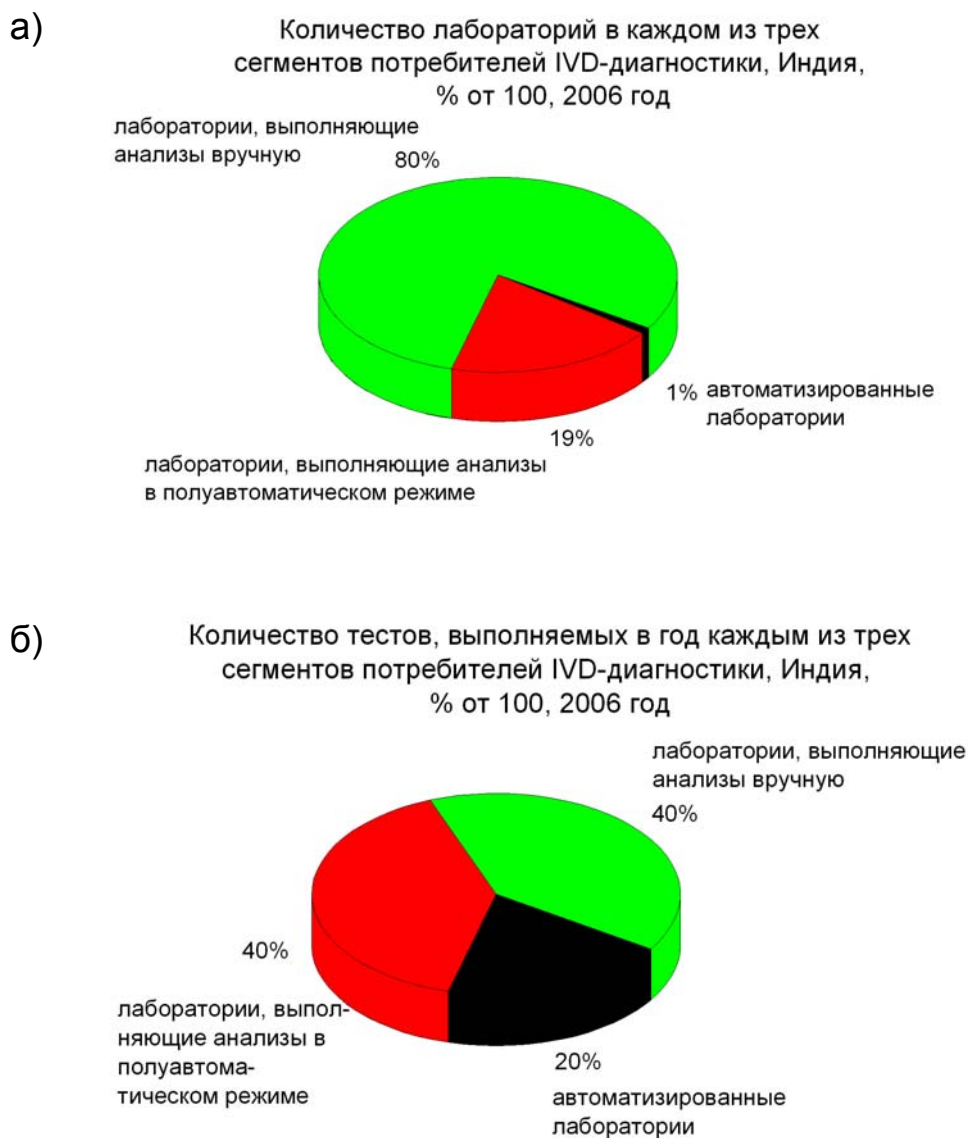 а)
Количество лабораторий в каждом из трех
сегментов потребителей IVD-диагностики, Индия,
% от 100, 2006 год
лаборатории, выполняющие
анализы вручную
80%
1%
автоматизированные
лаборатории
19%
лаборатории, выполняющие анализы
в полуавтоматическом режиме
б)
Количество тестов, выполняемых в год каждым из трех
сегментов потребителей IVD-диагностики, Индия,
% от 100, 2006 год
лаборатории, выполняющие
анализы вручную
40%
40%
лаборатории, выпол-
няющие анализы в
полуавтома-
тическом режиме
20%
автоматизированные
лаборатории